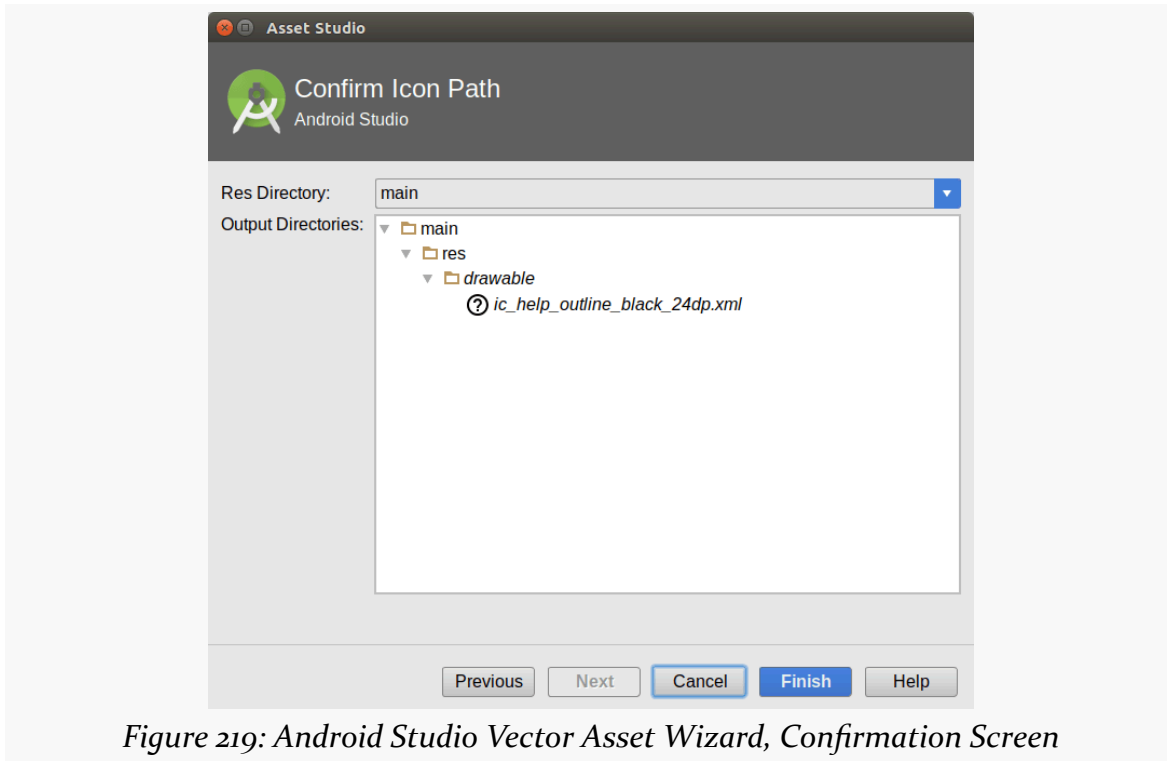 Asset Studio
Confirm Icon Path
Android Studio
Res Directory: main
Output Directories: main
res
drawable
ic_help_outline_black_24dp.xml
Previous Next Cancel Finish Help
Figure 219: Android Studio Vector Asset Wizard, Confirmation Screen